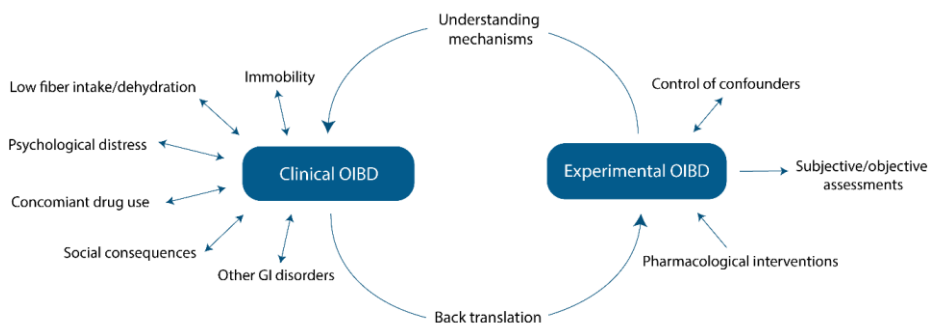 Understanding
mechanisms
Immobility
Low fiber intake/dehydration
Psychological distress
Clinical OIBD
Concomiant drug use
Social consequences
Other GI disorders
Control of confounders
Experimental OIBD
Subjective/objective
assessments
Pharmacological interventions
Back translation